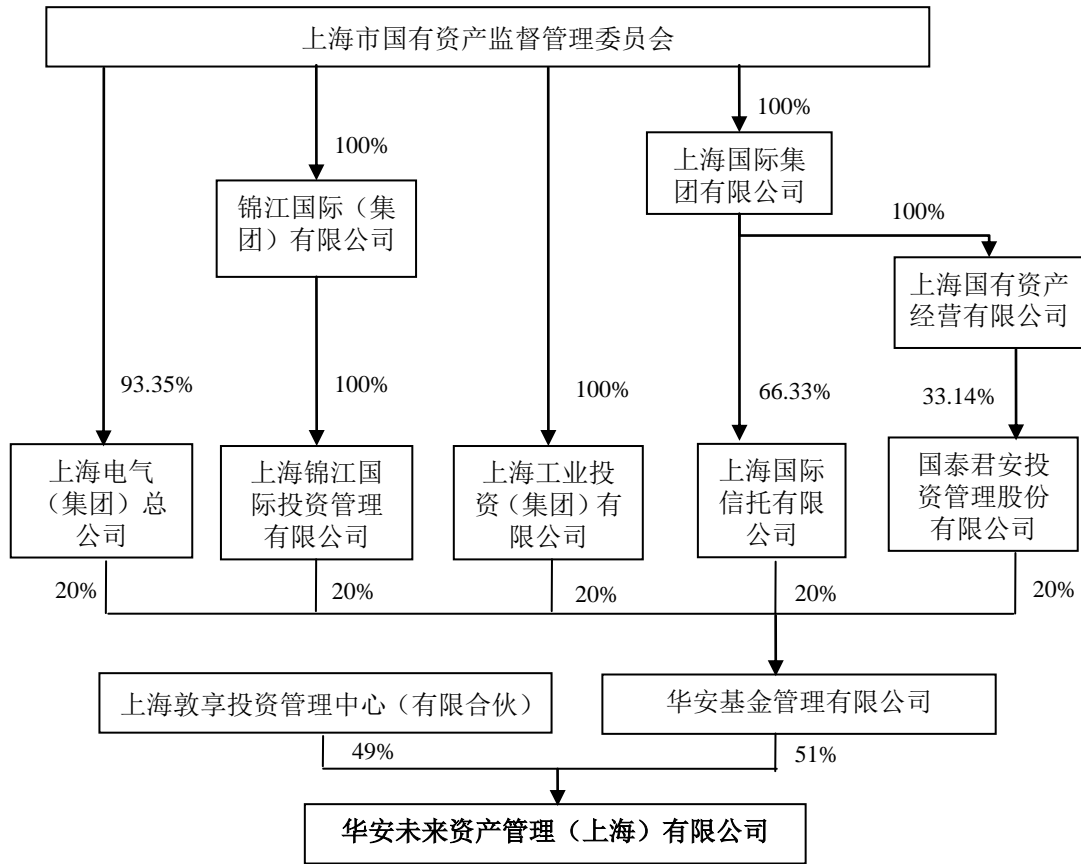 上海市国有资产监督管理委员会
100%
100%
上海国际集
团有限公司
锦江国际（集
团）有限公司
100%
上海国有资产
经营有限公司
93.35%
100%
100%
66.33%
33.14%
上海电气
（集团）总
公司
上海锦江国
际投资管理
有限公司
上海工业投
资（集团）有
限公司
上海国际
信托有限
公司
国泰君安投
资管理股份
有限公司
20%
20%
20%
20%
20%
上海敦享投资管理中心（有限合伙）
华安基金管理有限公司
49%
51%
华安未来资产管理（上海）有限公司